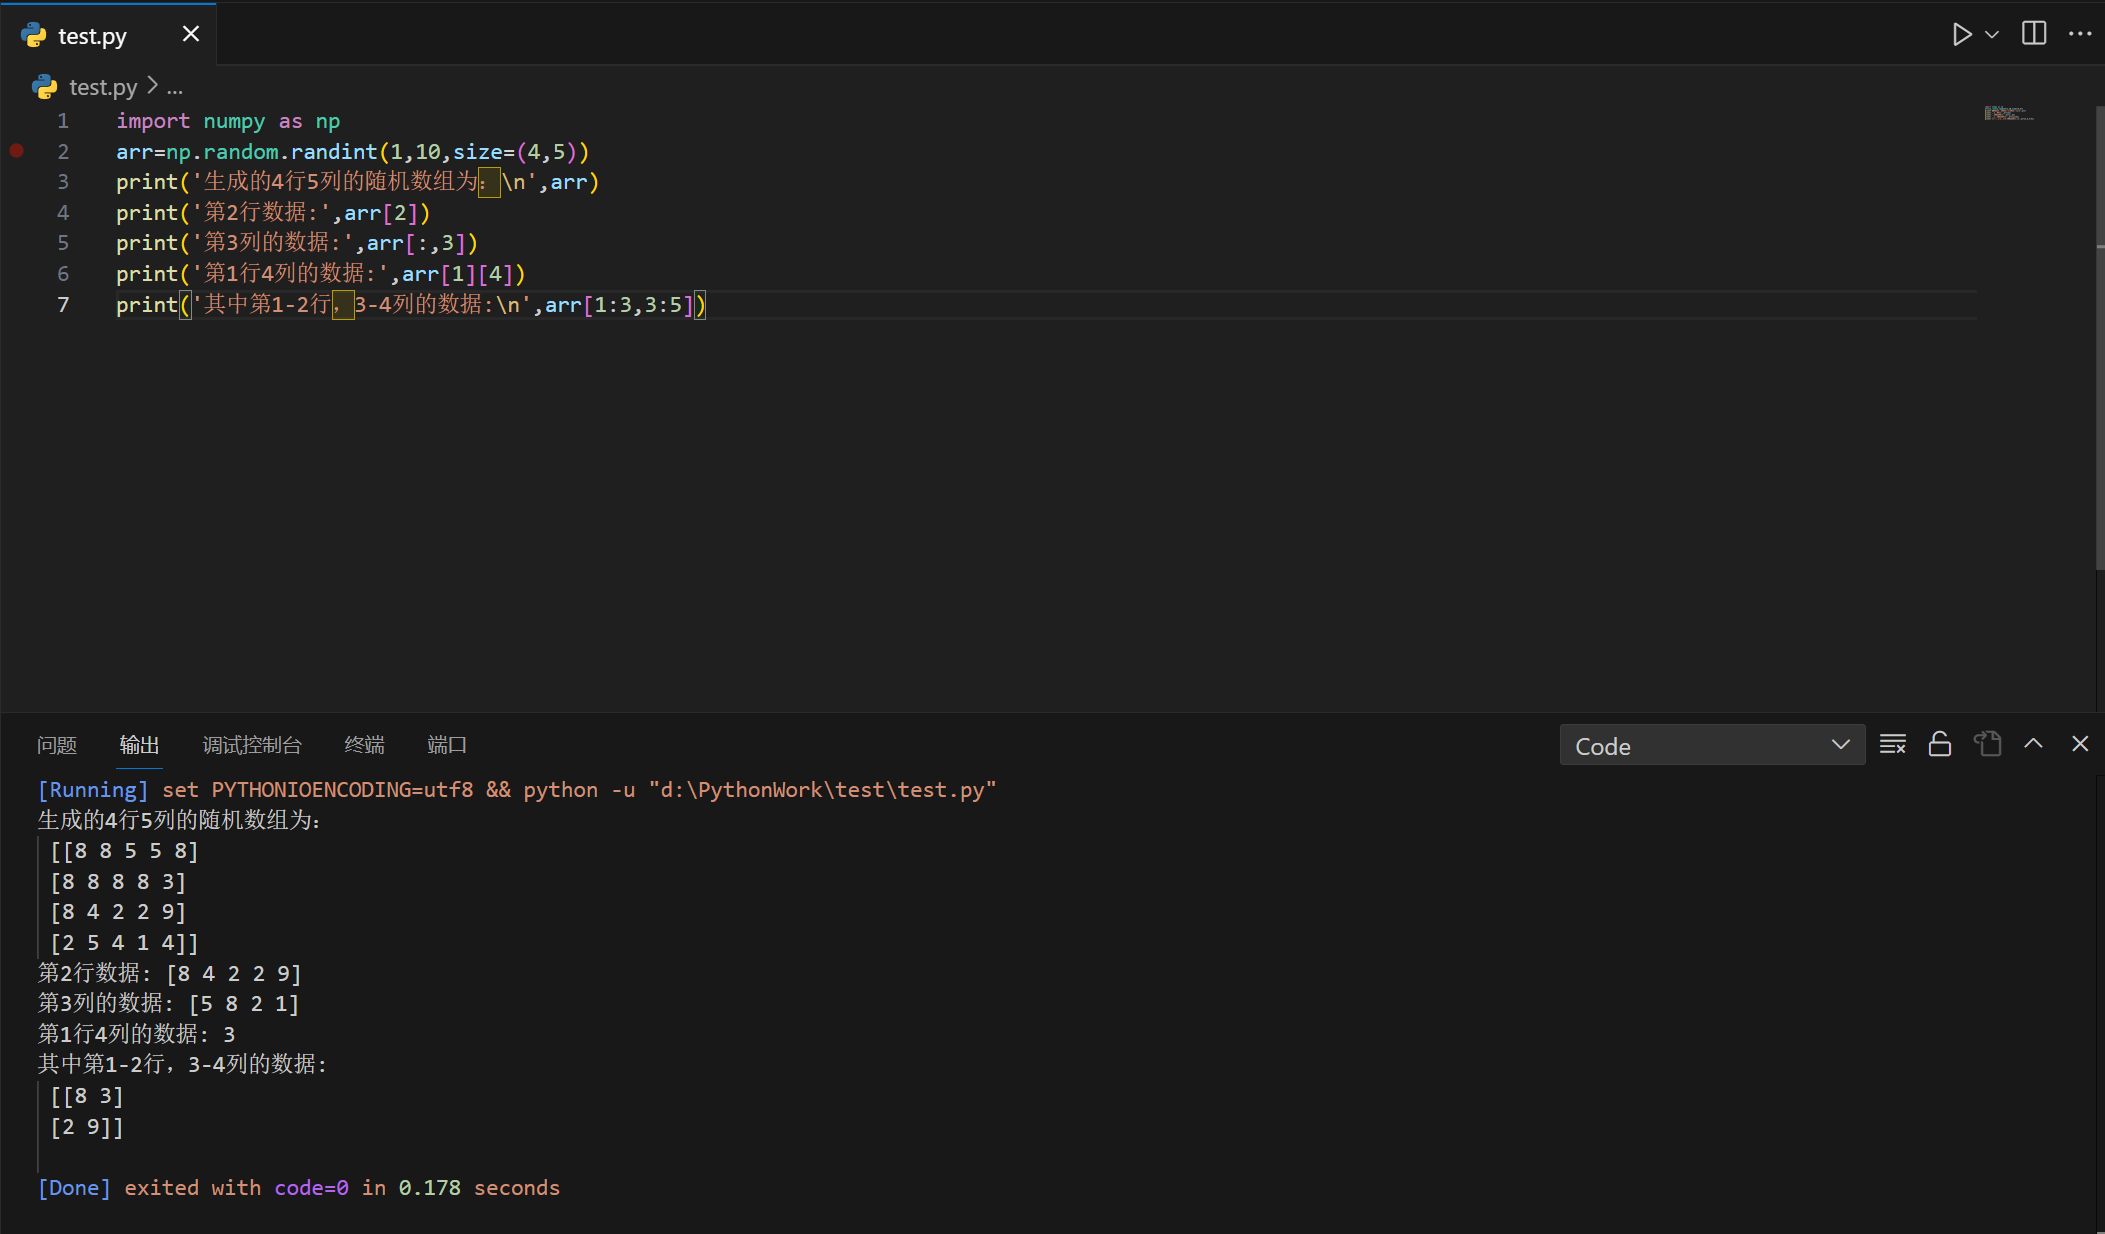 test.py
test.py > ...
1 import numpy as np
2 arr=np.random.randint(1,10,size=(4,5))
3 print('生成的4行5列的随机数组为：\n',arr)
4 print('第2行数据:',arr[2])
5 print('第3列的数据:',arr[:,3])
6 print('第1行4列的数据:',arr[1][4])
7 print('其中第1-2行，3-4列的数据:\n',arr[1:3,3:5])
问题 输出 调试控制台 终端 端口 Code
[Running] set PYTHONIOENCODING=utf8 && python -u "d:\PythonWork\test\test.py"
生成的4行5列的随机数组为：
[[8 8 5 5 8]
[8 8 8 8 3]
[8 4 2 2 9]
[2 5 4 1 4]]
第2行数据: [8 4 2 2 9]
第3列的数据: [5 8 2 1]
第1行4列的数据: 3
其中第1-2行，3-4列的数据:
[[8 3]
[2 9]]
[Done] exited with code=0 in 0.178 seconds